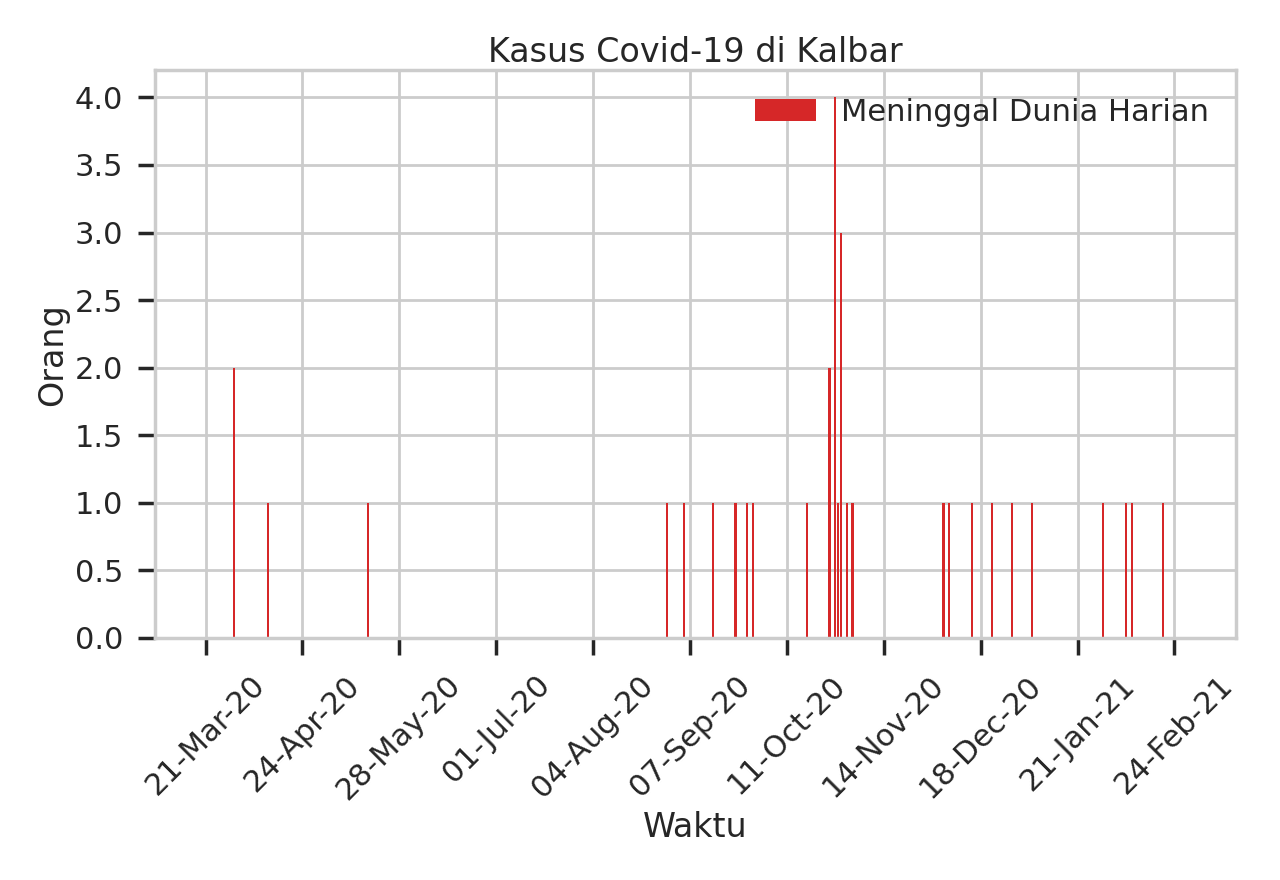 Kasus Covid-19 di Kalbar
Meninggal Dunia Harian
4.0
3.5
3.0
2.5
2.0
1.5
1.0
0.5
0.0
Orang
21-Mar-20
24-Apr-20
28-May-20
01-Jul-20
04-Aug-20
07-Sep-20
11-Oct-20
14-Nov-20
18-Dec-20
21-Jan-21
24-Feb-21
Waktu